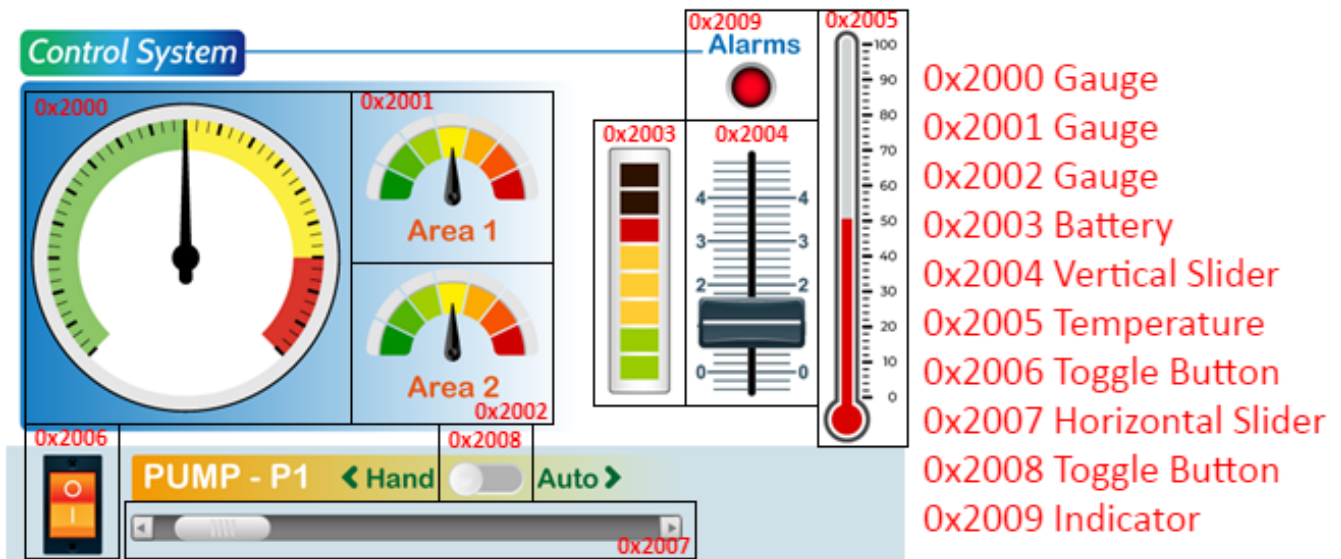 0x2009
0x2005
Control System
Alarms
100
90
80
70
60
50
40
30
20
10
0
0x2000
0x2001
0x2003
0x2004
Area 1
4 4
3 3
2 2
0 0
Area 2
0x2002
0x2006
0x2008
PUMP - P1 Hand Auto
O
I
0x2007
0x2000 Gauge
0x2001 Gauge
0x2002 Gauge
0x2003 Battery
0x2004 Vertical Slider
0x2005 Temperature
0x2006 Toggle Button
0x2007 Horizontal Slider
0x2008 Toggle Button
0x2009 Indicator